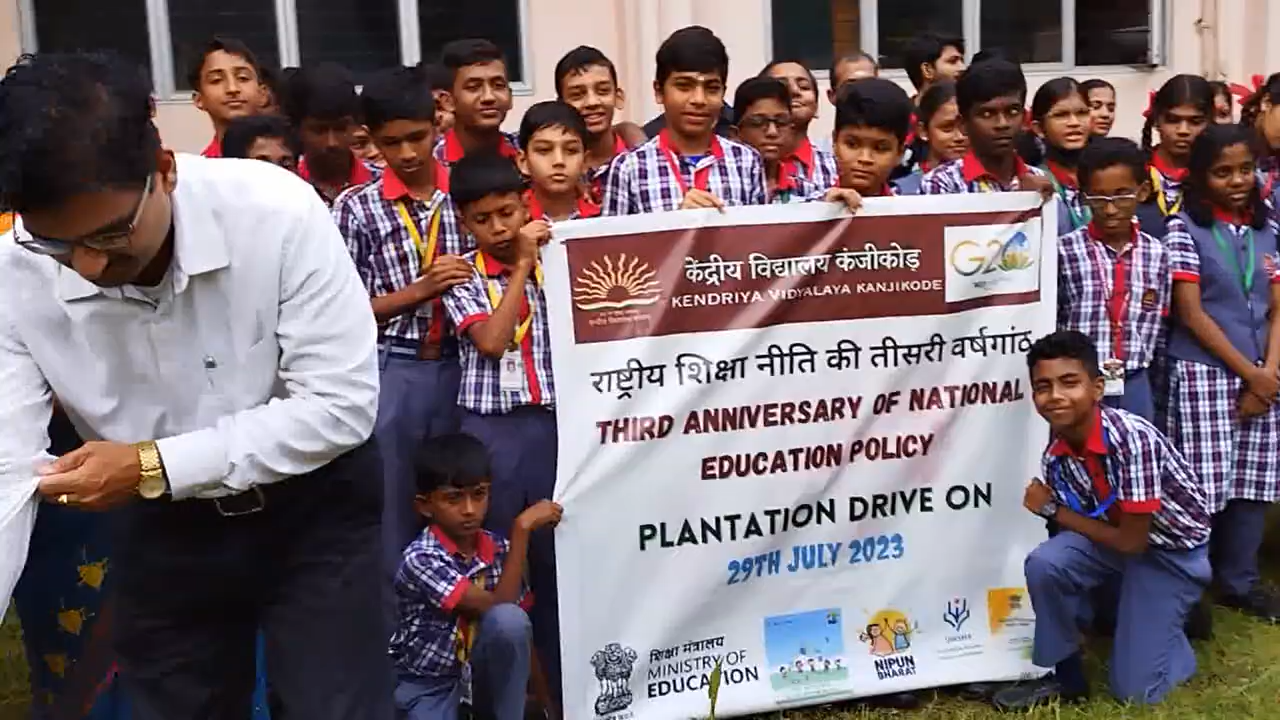 केंद्रीय विद्यालय कंजीकोड़
KENDRIYA VIDYALAYA KANJIKODE
G20
राष्ट्रीय शिक्षा नीति की तीसरी वर्षगांठ
THIRD ANNIVERSARY OF NATIONAL
EDUCATION POLICY
PLANTATION DRIVE ON
29TH JULY 2023
शिक्षा मंत्रालय
MINISTRY OF
EDUCATION
NIPUN
BHARAT